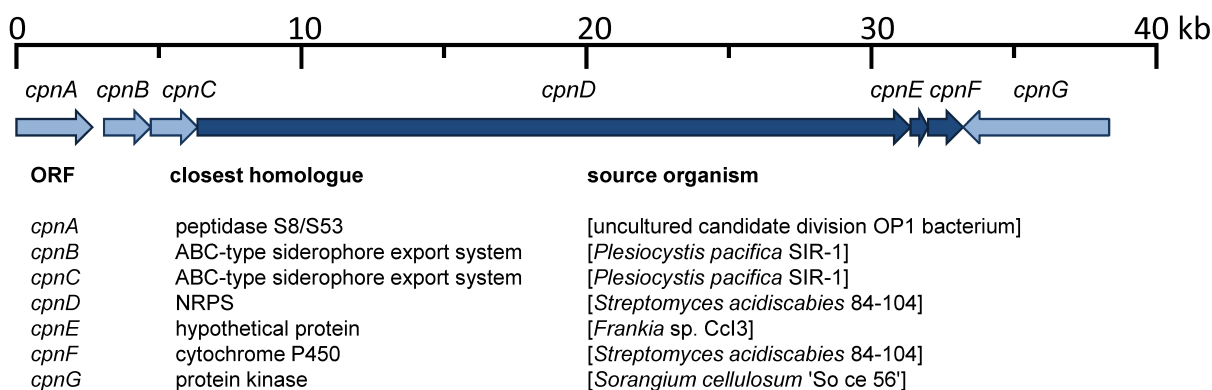 0 10 20 30 40 kb
cpnA cpnB cpnC cpnD cpnE cpnF cpnG
ORF closest homologue source organism
cpnA peptidase S8/S53 [uncultured candidate division OP1 bacterium]
cpnB ABC-type siderophore export system [Plesiocystis pacifica SIR-1]
cpnC ABC-type siderophore export system [Plesiocystis pacifica SIR-1]
cpnD NRPS [Streptomyces acidiscabies 84-104]
cpnE hypothetical protein [Frankia sp. CcI3]
cpnF cytochrome P450 [Streptomyces acidiscabies 84-104]
cpnG protein kinase [Sorangium cellulosum 'So ce 56']